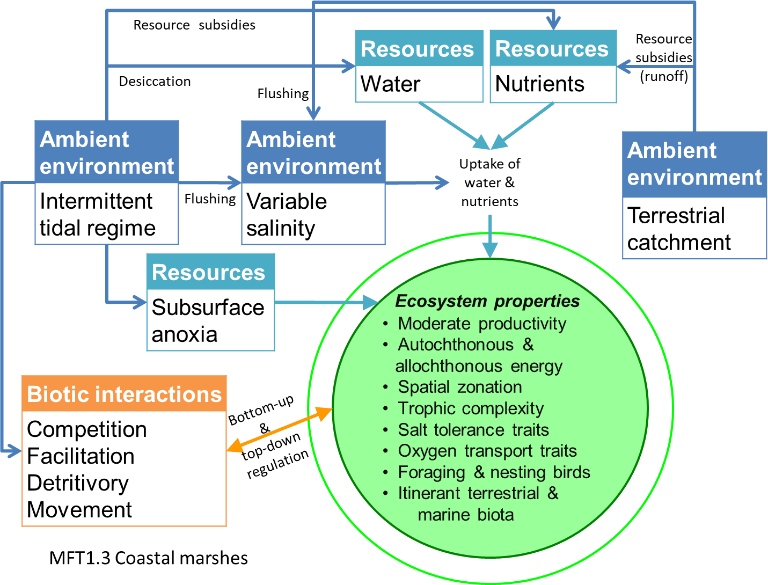 Resource subsidies
Desiccation
Flushing
Resources
Water
Resources
Nutrients
Resource
subsidies
(runoff)
Ambient
environment
Intermittent
tidal regime
Flushing
Ambient
environment
Variable
salinity
Uptake of
water &
nutrients
Ambient
environment
Terrestrial
catchment
Resources
Subsurface
anoxia
Ecosystem properties
• Moderate productivity
• Autochthonous &
allochthonous energy
• Spatial zonation
• Trophic complexity
• Salt tolerance traits
• Oxygen transport traits
• Foraging & nesting birds
• Itinerant terrestrial &
marine biota
Biotic interactions
Competition
Facilitation
Detritivory
Movement
Bottom-up
&
top-down
regulation
MFT1.3 Coastal marshes